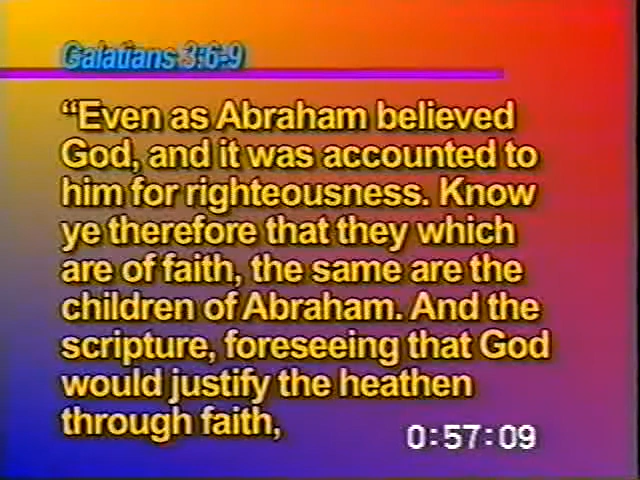 Galatians 3:6-9
“Even as Abraham believed
God, and it was accounted to
him for righteousness. Know
ye therefore that they which
are of faith, the same are the
children of Abraham. And the
scripture, foreseeing that God
would justify the heathen
through faith,
0:57:09